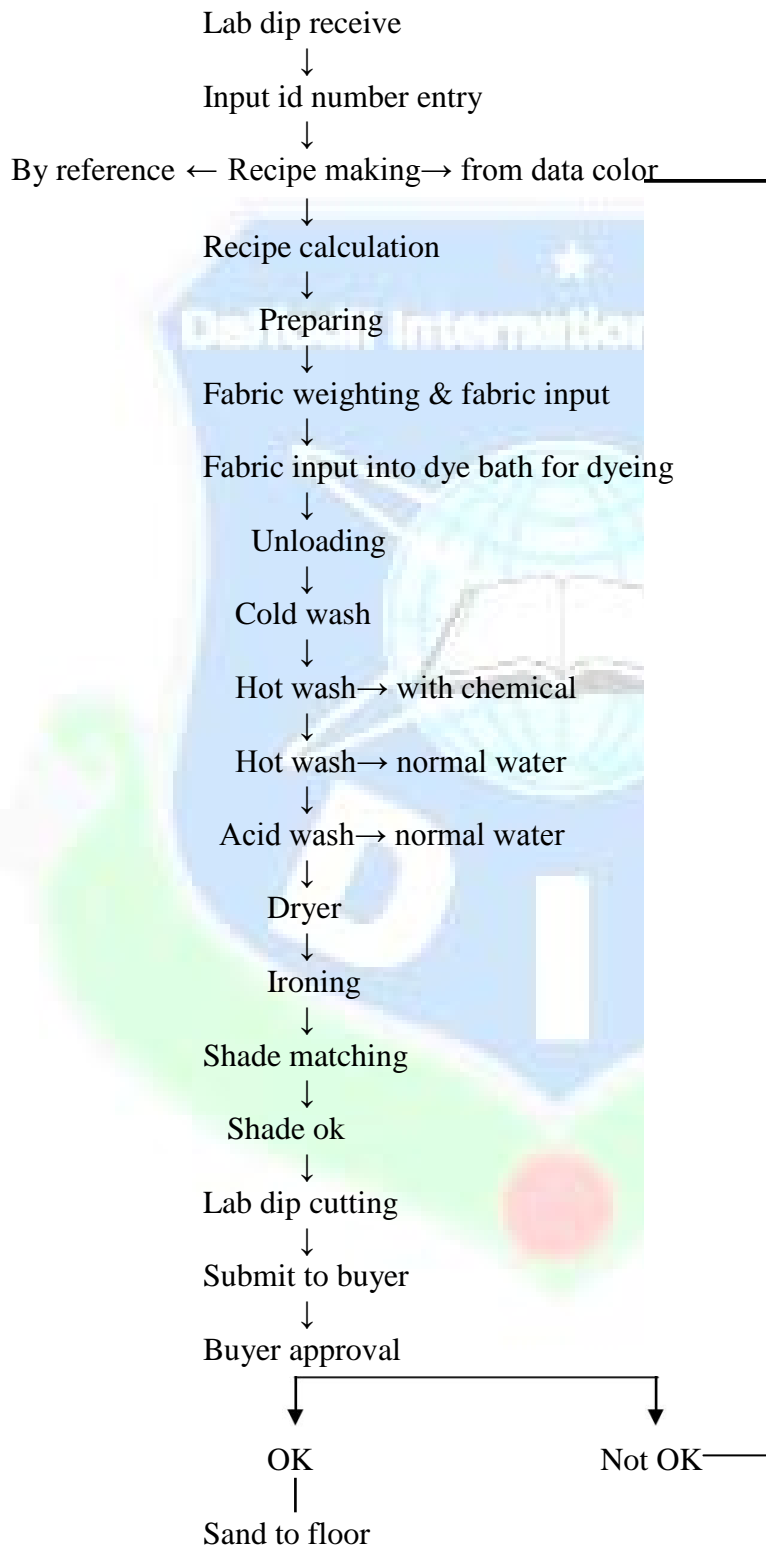 Lab dip receive
↓
Input id number entry
↓
By reference ← Recipe making→ from data color
↓
Recipe calculation
↓
Preparing
↓
Fabric weighting & fabric input
↓
Fabric input into dye bath for dyeing
↓
Unloading
↓
Cold wash
↓
Hot wash→ with chemical
↓
Hot wash→ normal water
↓
Acid wash→ normal water
↓
Dryer
↓
Ironing
↓
Shade matching
↓
Shade ok
↓
Lab dip cutting
↓
Submit to buyer
↓
Buyer approval
OK Not OK
Sand to floor
D I